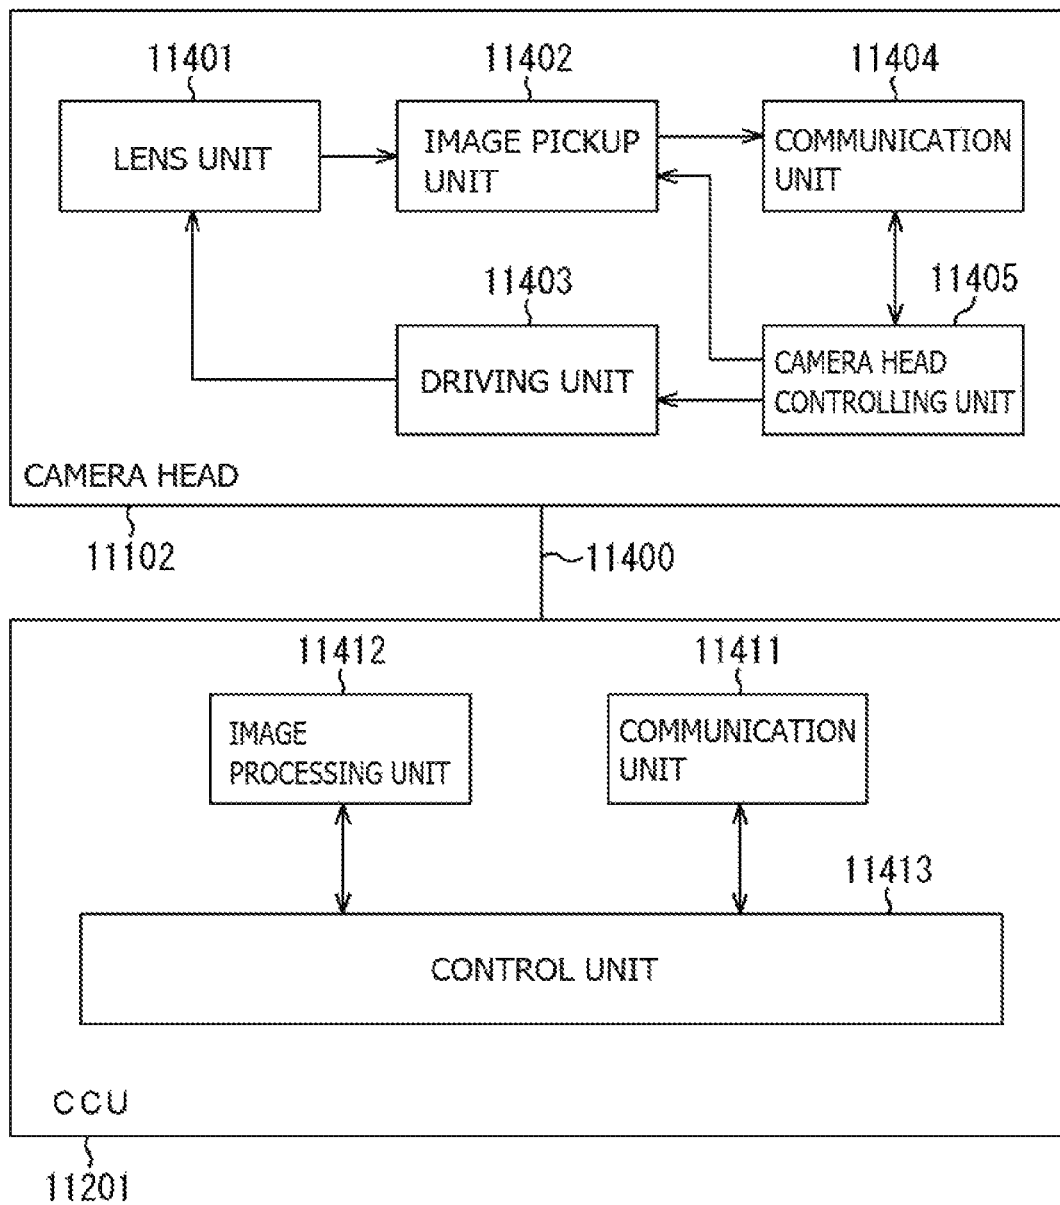 11401
11402
11404
LENS UNIT
IMAGE PICKUP
UNIT
COMMUNICATION
UNIT
11403
11405
DRIVING UNIT
CAMERA HEAD
CONTROLLING UNIT
CAMERA HEAD
11102
11400
11412
11411
IMAGE
PROCESSING UNIT
COMMUNICATION
UNIT
11413
CONTROL UNIT
CCU
11201